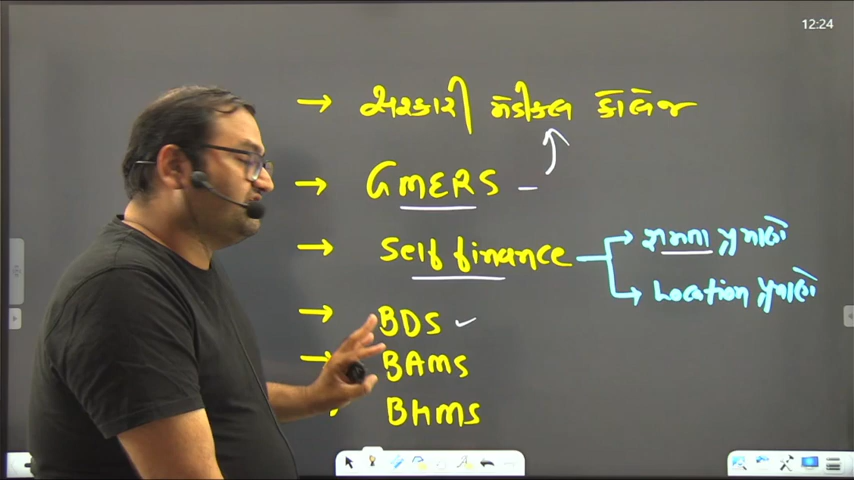 12:24
→ સરકારી મેડીકલ કોલેજ
→ GMERS -
→ Self finance
→ પ્રમાણે
→ Location પ્રમાણે
→ BDS ✓
→ BAMS
BHMS